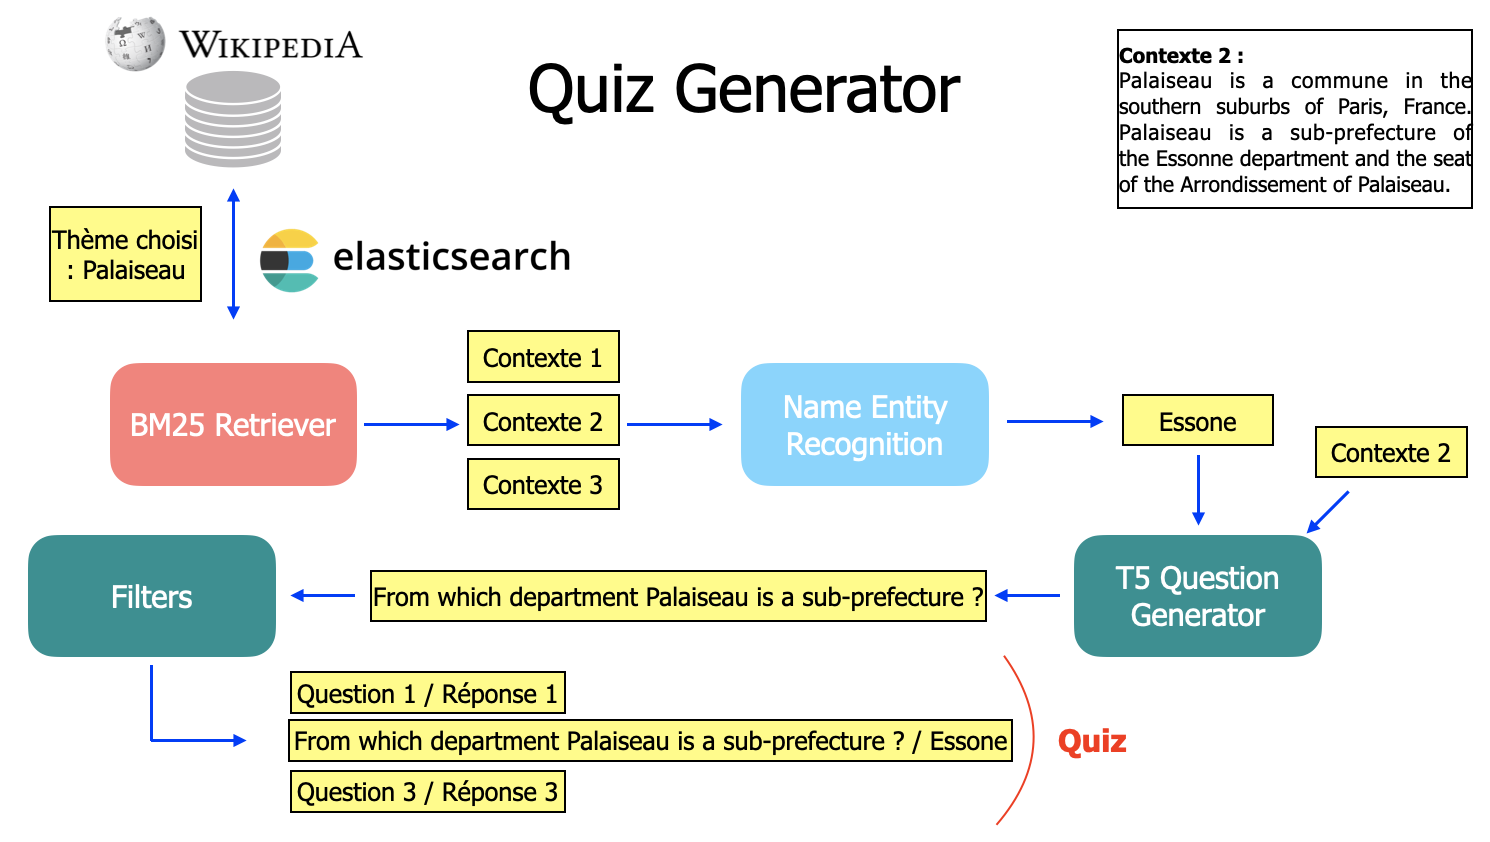 WIKIPEDIA
Quiz Generator
Contexte 2 :
Palaiseau is a commune in the
southern suburbs of Paris, France.
Palaiseau is a sub-prefecture of
the Essonne department and the seat
of the Arrondissement of Palaiseau.
Thème choisi
: Palaiseau
elasticsearch
BM25 Retriever
Contexte 1
Contexte 2
Contexte 3
Name Entity
Recognition
Essone
Contexte 2
T5 Question
Generator
From which department Palaiseau is a sub-prefecture ?
Filters
Question 1 / Réponse 1
From which department Palaiseau is a sub-prefecture ? / Essone
Question 3 / Réponse 3
Quiz